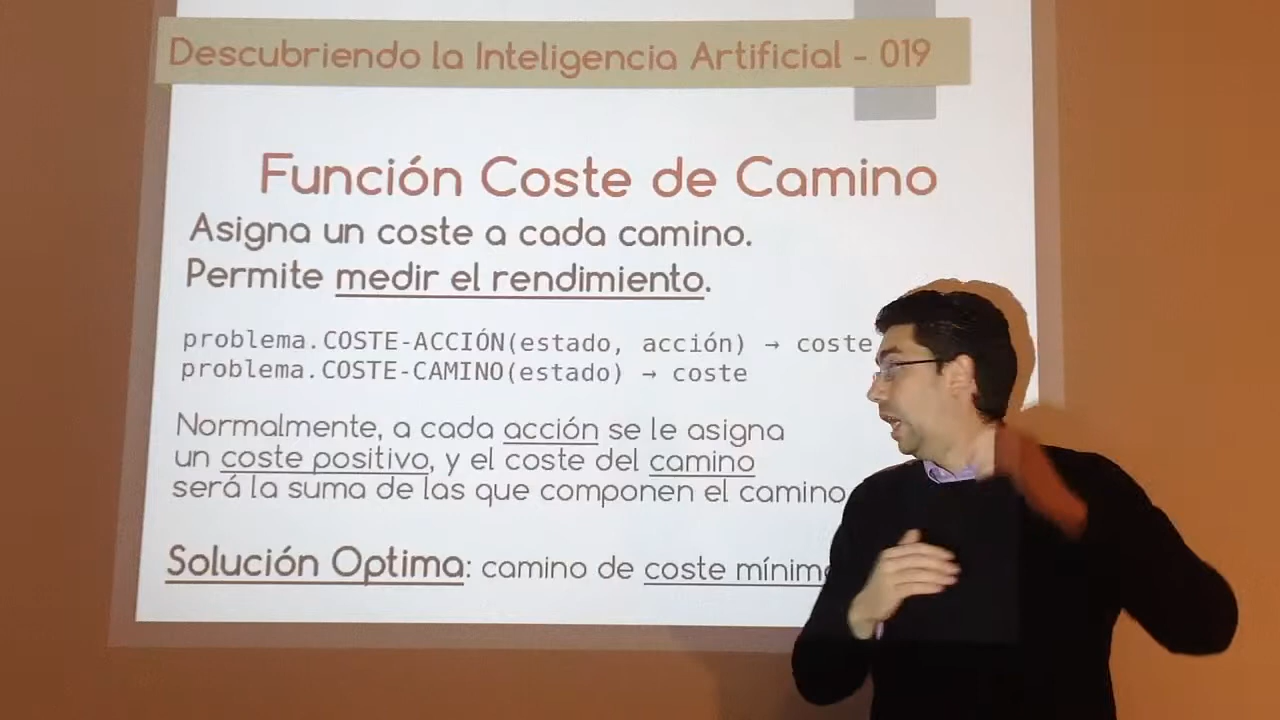 Descubriendo la Inteligencia Artificial - 019
Función Coste de Camino
Asigna un coste a cada camino.
Permite medir el rendimiento.
problema.COSTE-ACCIÓN(estado, acción) → coste
problema.COSTE-CAMINO(estado) → coste
Normalmente, a cada acción se le asigna
un coste positivo, y el coste del camino
será la suma de las que componen el camino
Solución Optima: camino de coste mínimo